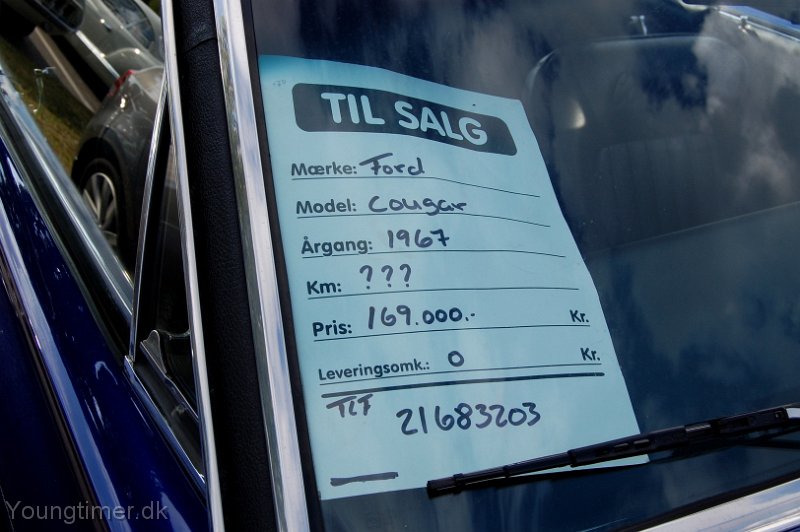 TIL SALG
Mærke: Ford
Model: Cougar
Årgang: 1967
Km: ???
Pris: 169.000.- Kr.
Leveringsomk.: 0 Kr.
TLF
21683203
Youngtimer.dk